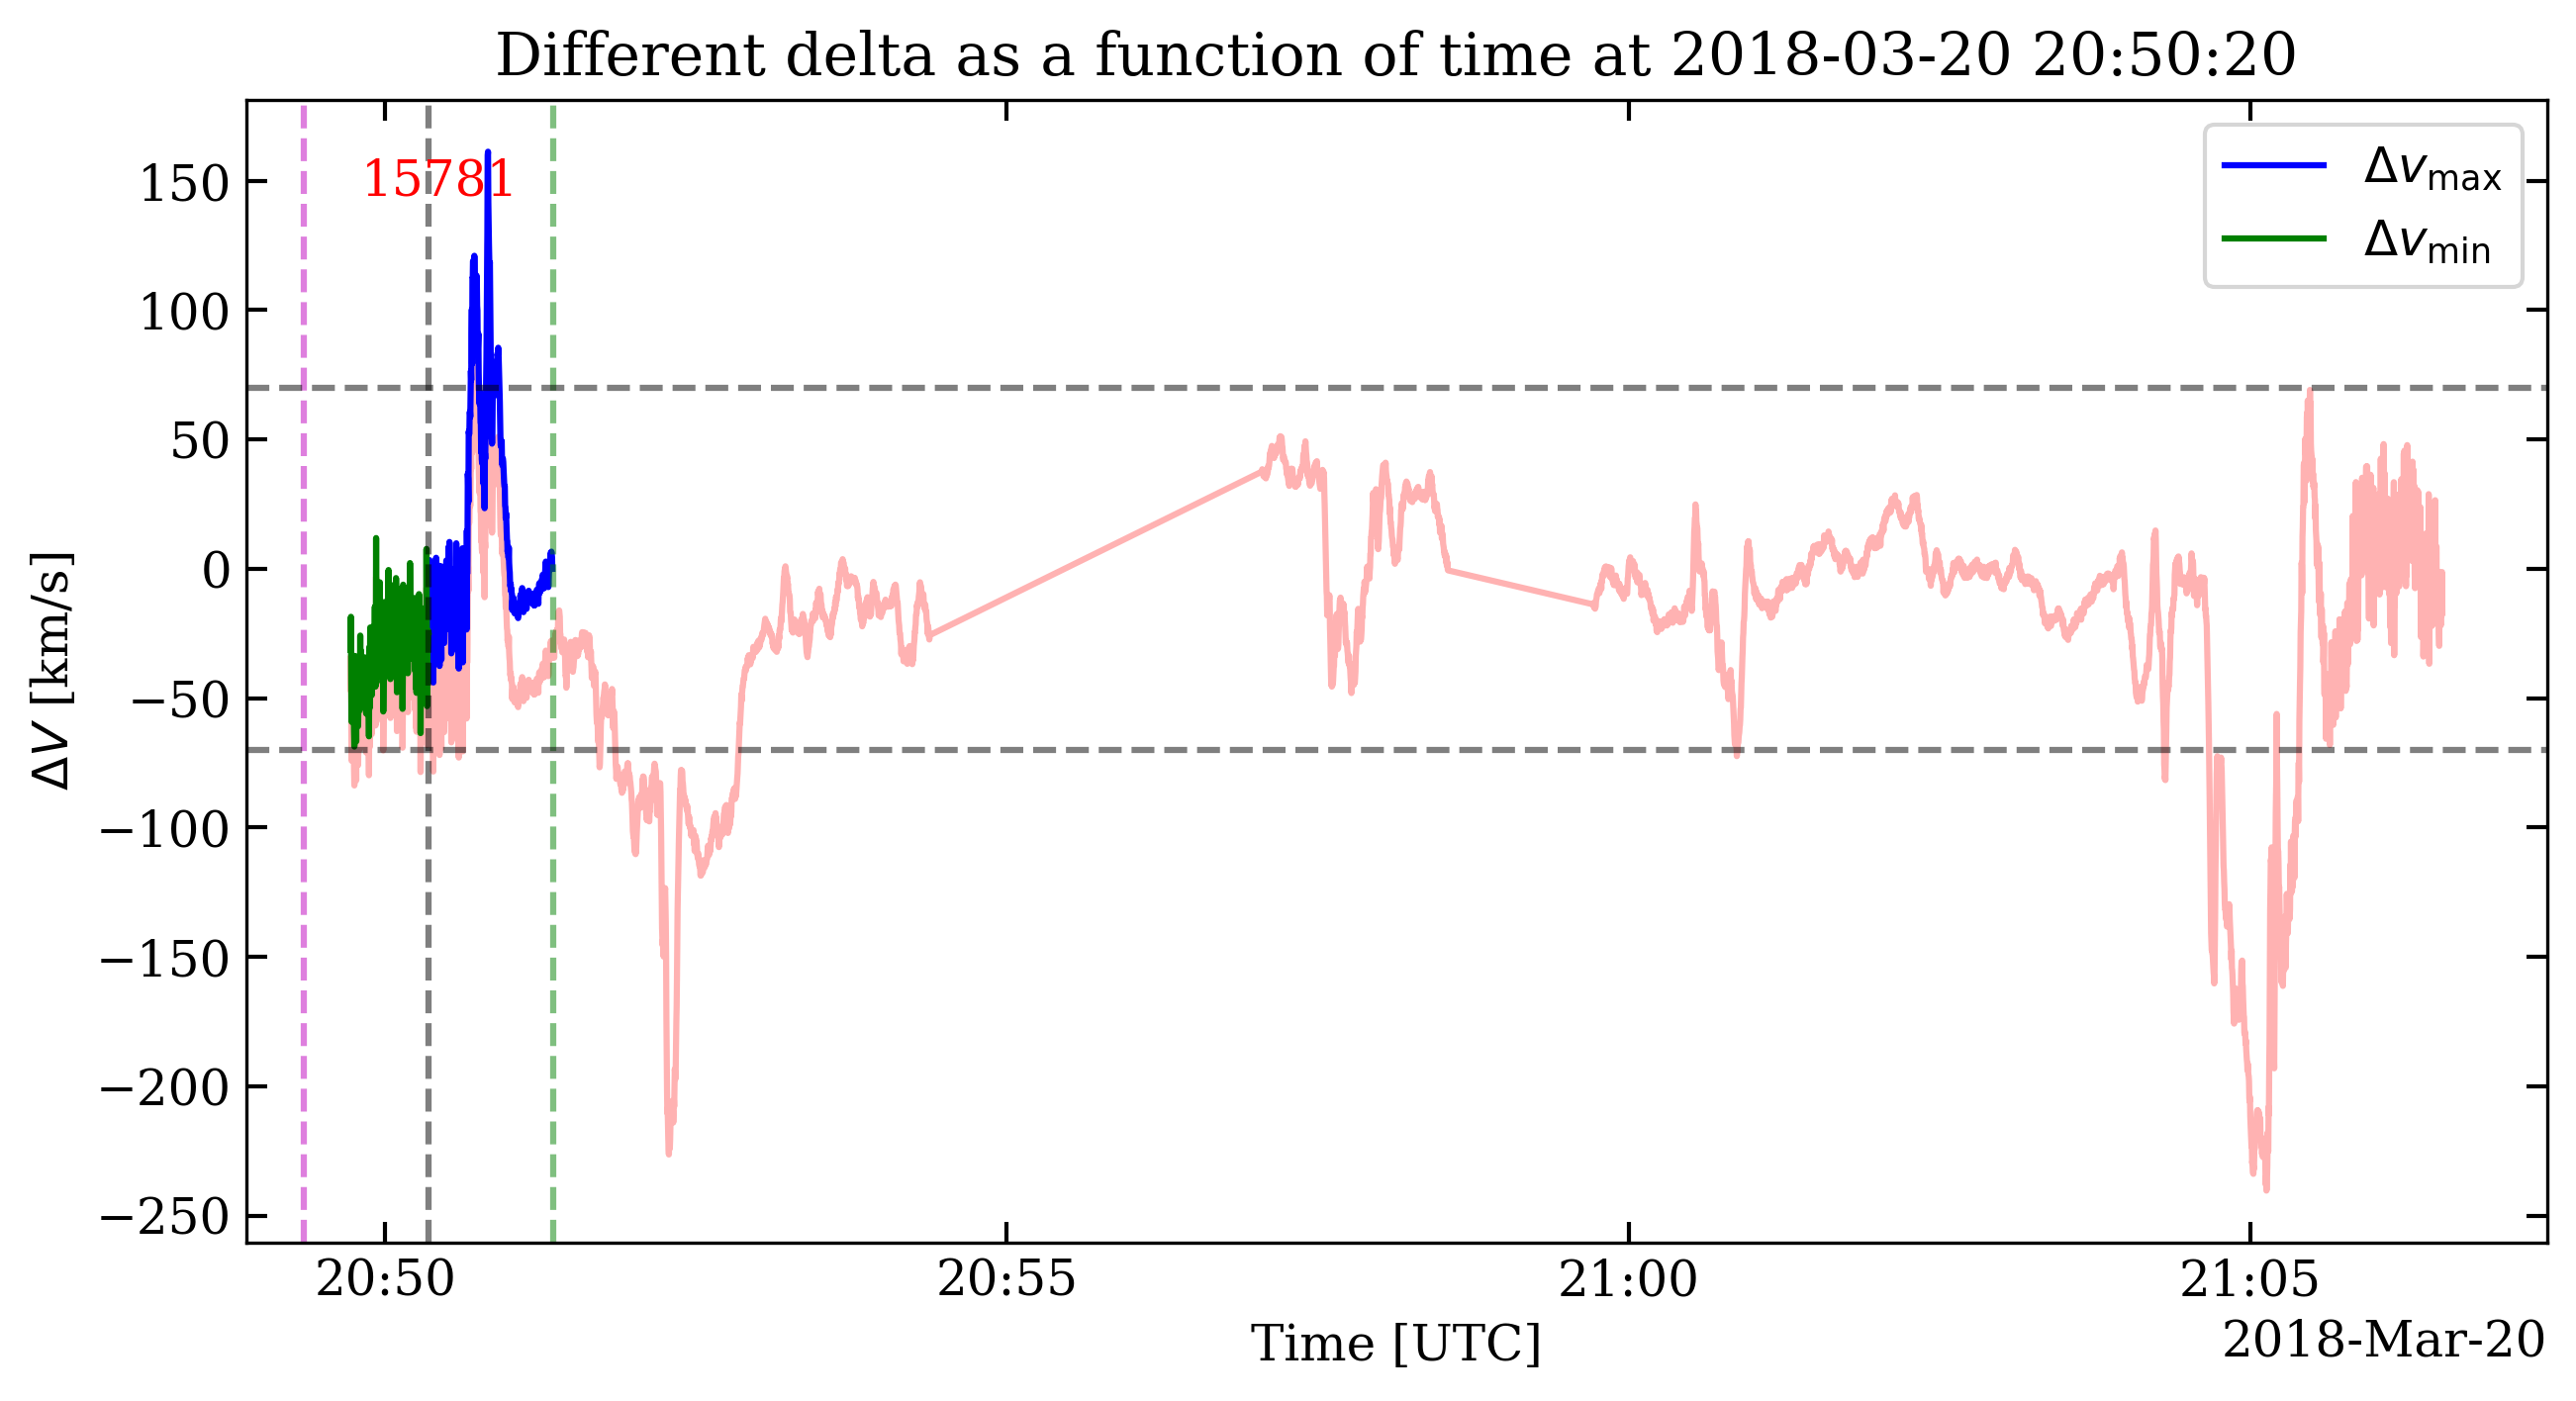 Different delta as a function of time at 2018-03-20 20:50:20
15781
Δv_max
Δv_min
150
100
50
0
−50
−100
−150
−200
−250
ΔV [km/s]
20:50 20:55 21:00 21:05
Time [UTC]
2018-Mar-20